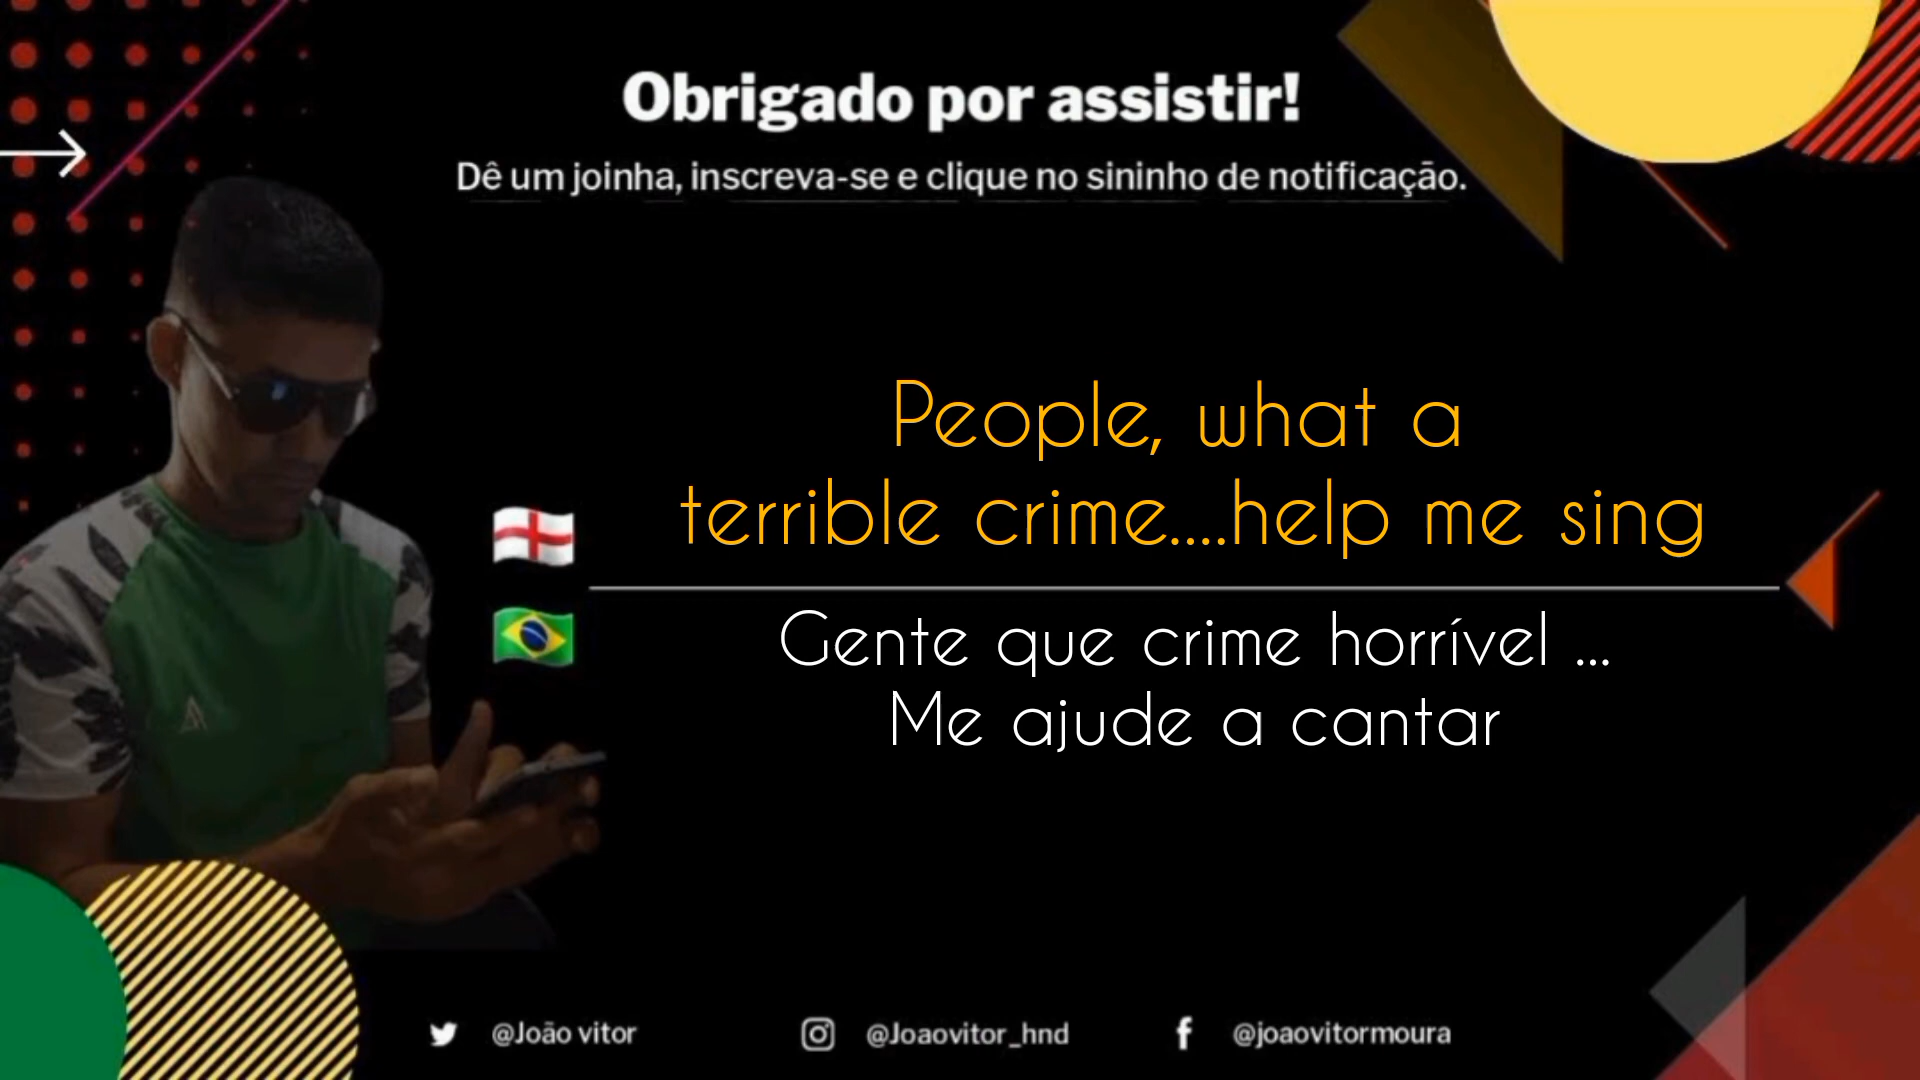 Obrigado por assistir!
Dê um joinha, inscreva-se e clique no sininho de notificação.
People, what a
terrible crime....help me sing
Gente que crime horrível ...
Me ajude a cantar
@João vitor
@Joaovitor_hnd
@joaovitormoura